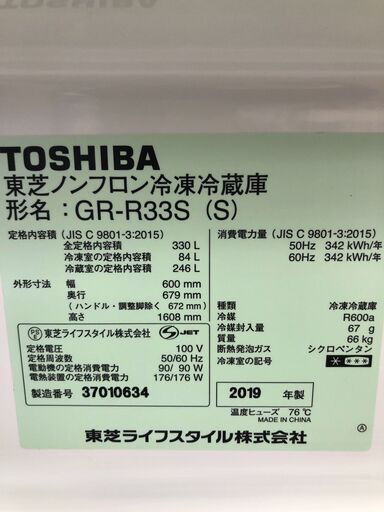 TOSHIBA
東芝ノンフロン冷凍冷蔵庫
形名：GR-R33S (S)
定格内容積 (JIS C 9801-3:2015)
全定格内容積 330 L
冷凍室の定格内容積 84 L
冷蔵室の定格内容積 246 L
外形寸法 幅 600 mm
奥行 679 mm
(ハンドル・調整脚除く 672 mm)
高さ 1608 mm
消費電力量 (JIS C 9801-3:2015)
50Hz 342 kWh/年
60Hz 342 kWh/年
種類 冷凍冷蔵庫
冷媒 R600a
冷媒封入量 67 g
質量 66 kg
断熱発泡ガス シクロペンタン
冷凍室の記号
PS E 東芝ライフスタイル株式会社 S JET
定格電圧 100 V
定格周波数 50/60 Hz
電動機の定格消費電力 90/ 90 W
電熱装置の定格消費電力 176/176 W
製造番号 37010634
2019 年製
温度ヒューズ 76℃
MADE IN CHINA
東芝ライフスタイル株式会社
Ⓐ